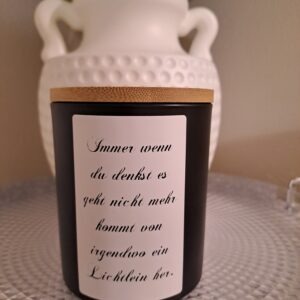 Immer wenn
du denkst es
geht nicht mehr
kommt von
irgendwo ein
Lichtlein her.